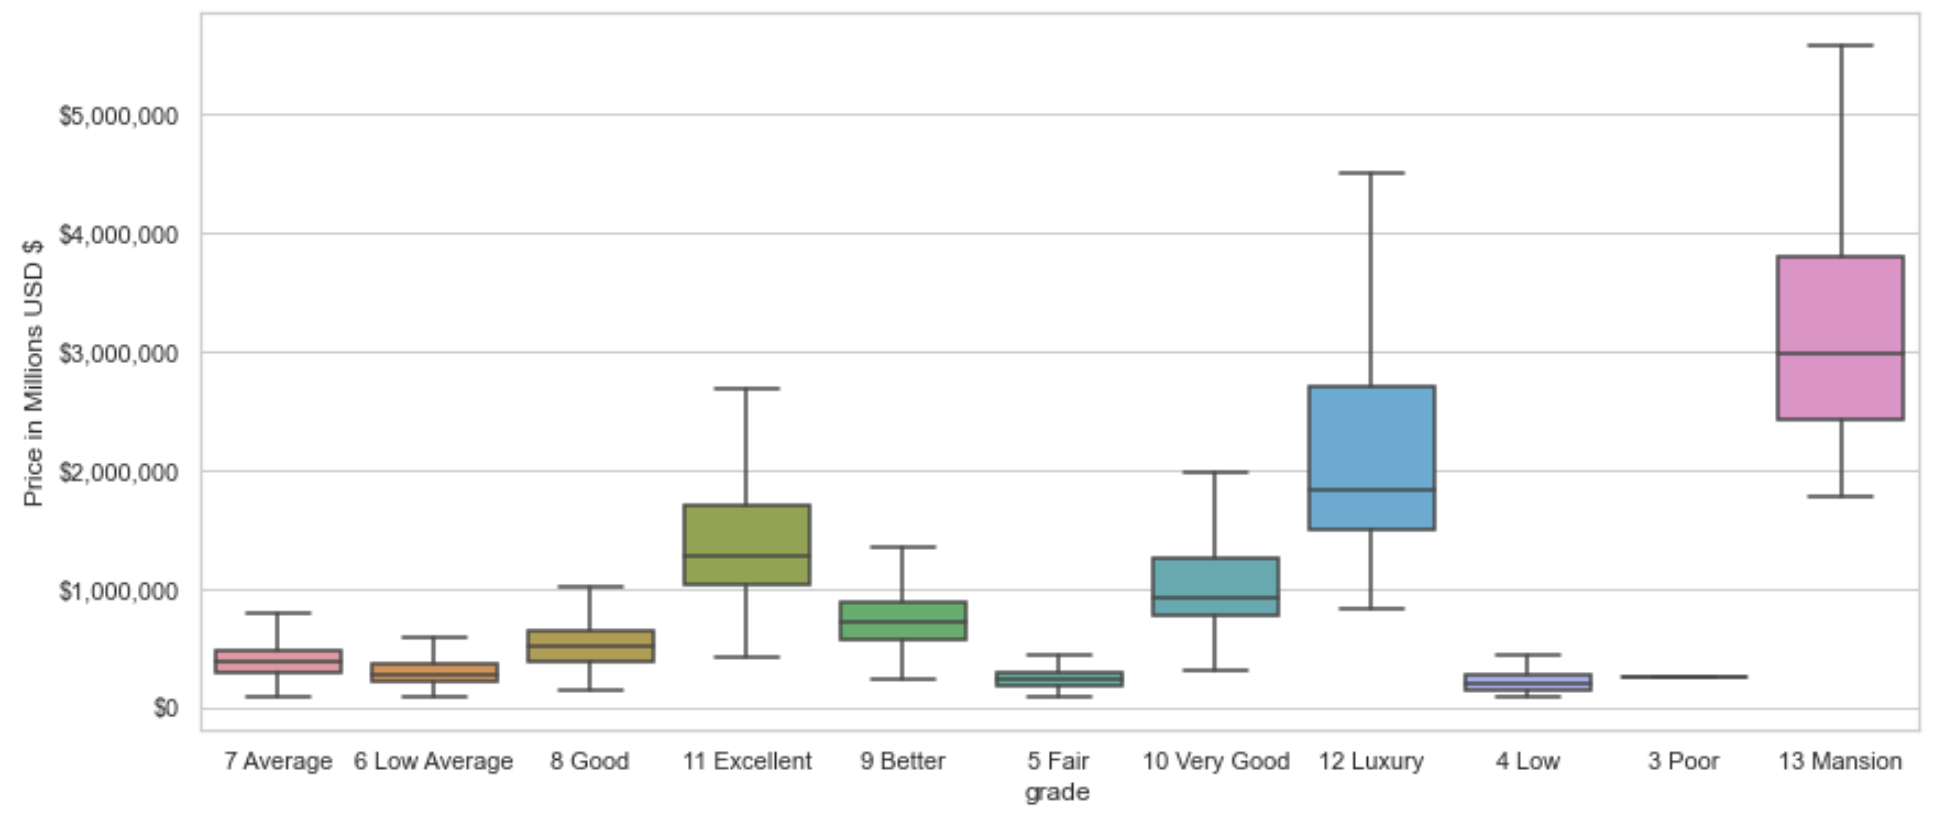 Price in Millions USD $
$5,000,000
$4,000,000
$3,000,000
$2,000,000
$1,000,000
$0
7 Average 6 Low Average 8 Good 11 Excellent 9 Better 5 Fair 10 Very Good 12 Luxury 4 Low 3 Poor 13 Mansion
grade